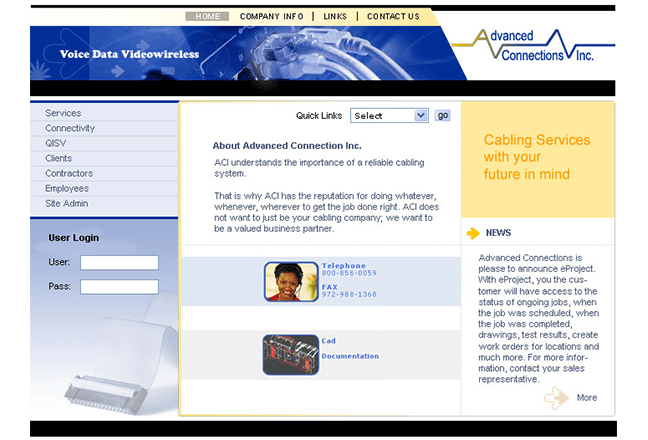 HOME COMPANY INFO | LINKS | CONTACT US
Voice Data Videowireless
Advanced
Connections Inc.
Services
Connectivity
QISV
Clients
Contractors
Employees
Site Admin
User Login
User:
Pass:
Quick Links Select go
About Advanced Connection Inc.
ACI understands the importance of a reliable cabling
system.
That is why ACI has the reputation for doing whatever,
whenever, wherever to get the job done right. ACI does
not want to just be your cabling company; we want to
be a valued business partner.
Telephone
800-856-0059
FAX
972-988-1368
Cad
Documentation
Cabling Services
with your
future in mind
NEWS
Advanced Connections is
please to announce eProject.
With eProject, you the cus-
tomer will have access to the
status of ongoing jobs, when
the job was scheduled, when
the job was completed,
drawings, test results, create
work orders for locations and
much more. For more infor-
mation, contact your sales
representative.
More